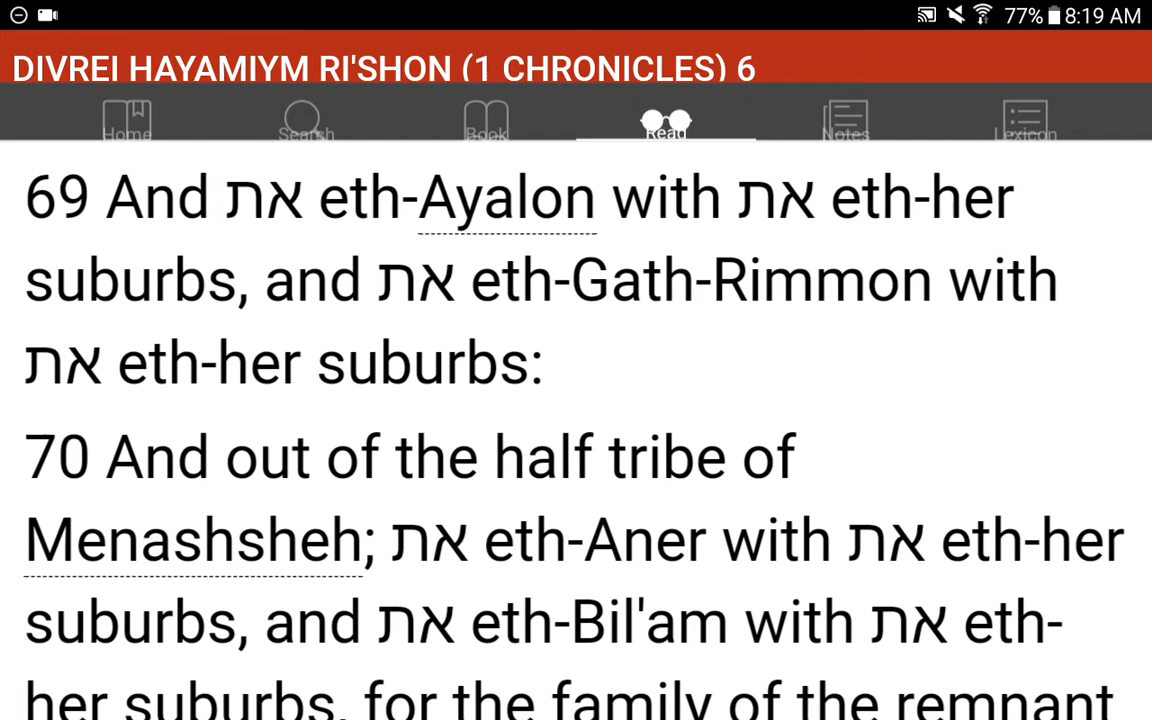 77% 8:19 AM
DIVREI HAYAMIYM RI'SHON (1 CHRONICLES) 6
Home Search Book Read Notes Lexicon
69 And את eth-Ayalon with את eth-her
suburbs, and את eth-Gath-Rimmon with
את eth-her suburbs:
70 And out of the half tribe of
Menashsheh; את eth-Aner with את eth-her
suburbs, and את eth-Bil'am with את eth-
her suburbs, for the family of the remnant